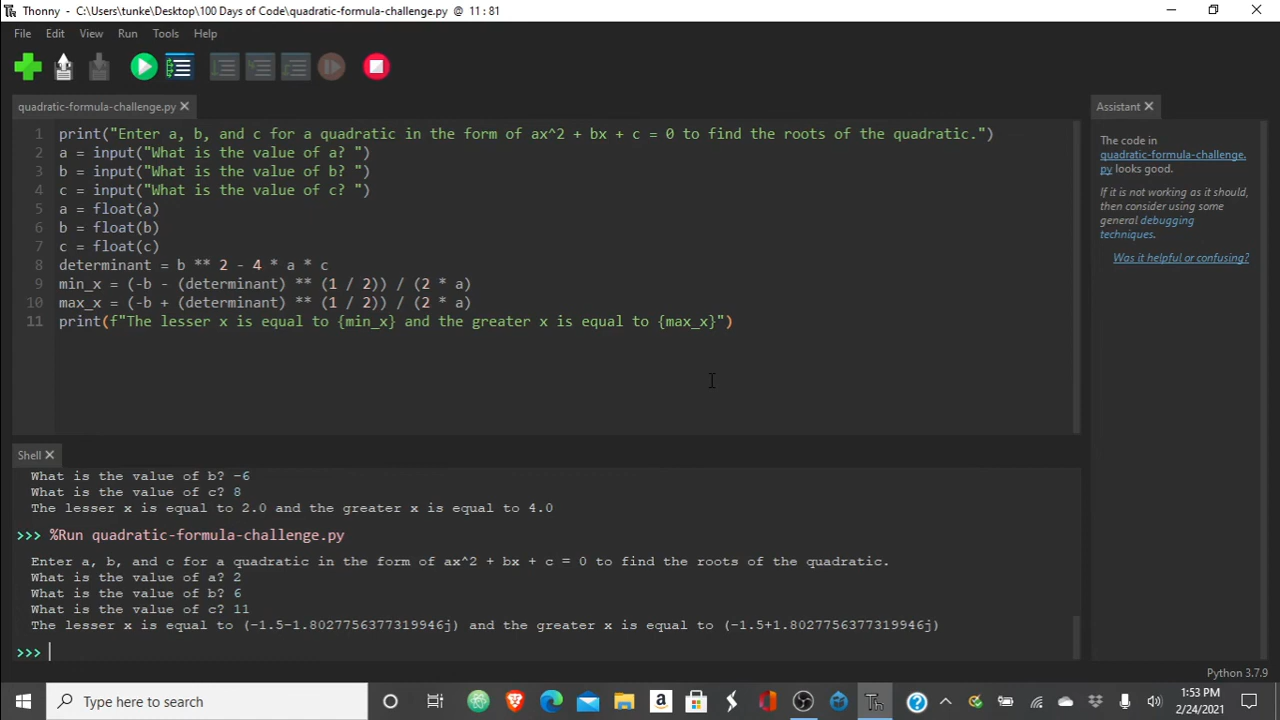 Thonny - C:\Users\tunke\Desktop\100 Days of Code\quadratic-formula-challenge.py @ 11 : 81
File Edit View Run Tools Help
quadratic-formula-challenge.py
1 print("Enter a, b, and c for a quadratic in the form of ax^2 + bx + c = 0 to find the roots of the quadratic.")
2 a = input("What is the value of a? ")
3 b = input("What is the value of b? ")
4 c = input("What is the value of c? ")
5 a = float(a)
6 b = float(b)
7 c = float(c)
8 determinant = b ** 2 - 4 * a * c
9 min_x = (-b - (determinant) ** (1 / 2)) / (2 * a)
10 max_x = (-b + (determinant) ** (1 / 2)) / (2 * a)
11 print(f"The lesser x is equal to {min_x} and the greater x is equal to {max_x}")
Assistant
The code in
quadratic-formula-challenge.
py looks good.
If it is not working as it should,
then consider using some
general debugging
techniques.
Was it helpful or confusing?
Shell
What is the value of b? -6
What is the value of c? 8
The lesser x is equal to 2.0 and the greater x is equal to 4.0
>>> %Run quadratic-formula-challenge.py
Enter a, b, and c for a quadratic in the form of ax^2 + bx + c = 0 to find the roots of the quadratic.
What is the value of a? 2
What is the value of b? 6
What is the value of c? 11
The lesser x is equal to (-1.5-1.8027756377319946j) and the greater x is equal to (-1.5+1.8027756377319946j)
>>>
Python 3.7.9
Type here to search
Th
1:53 PM
2/24/2021